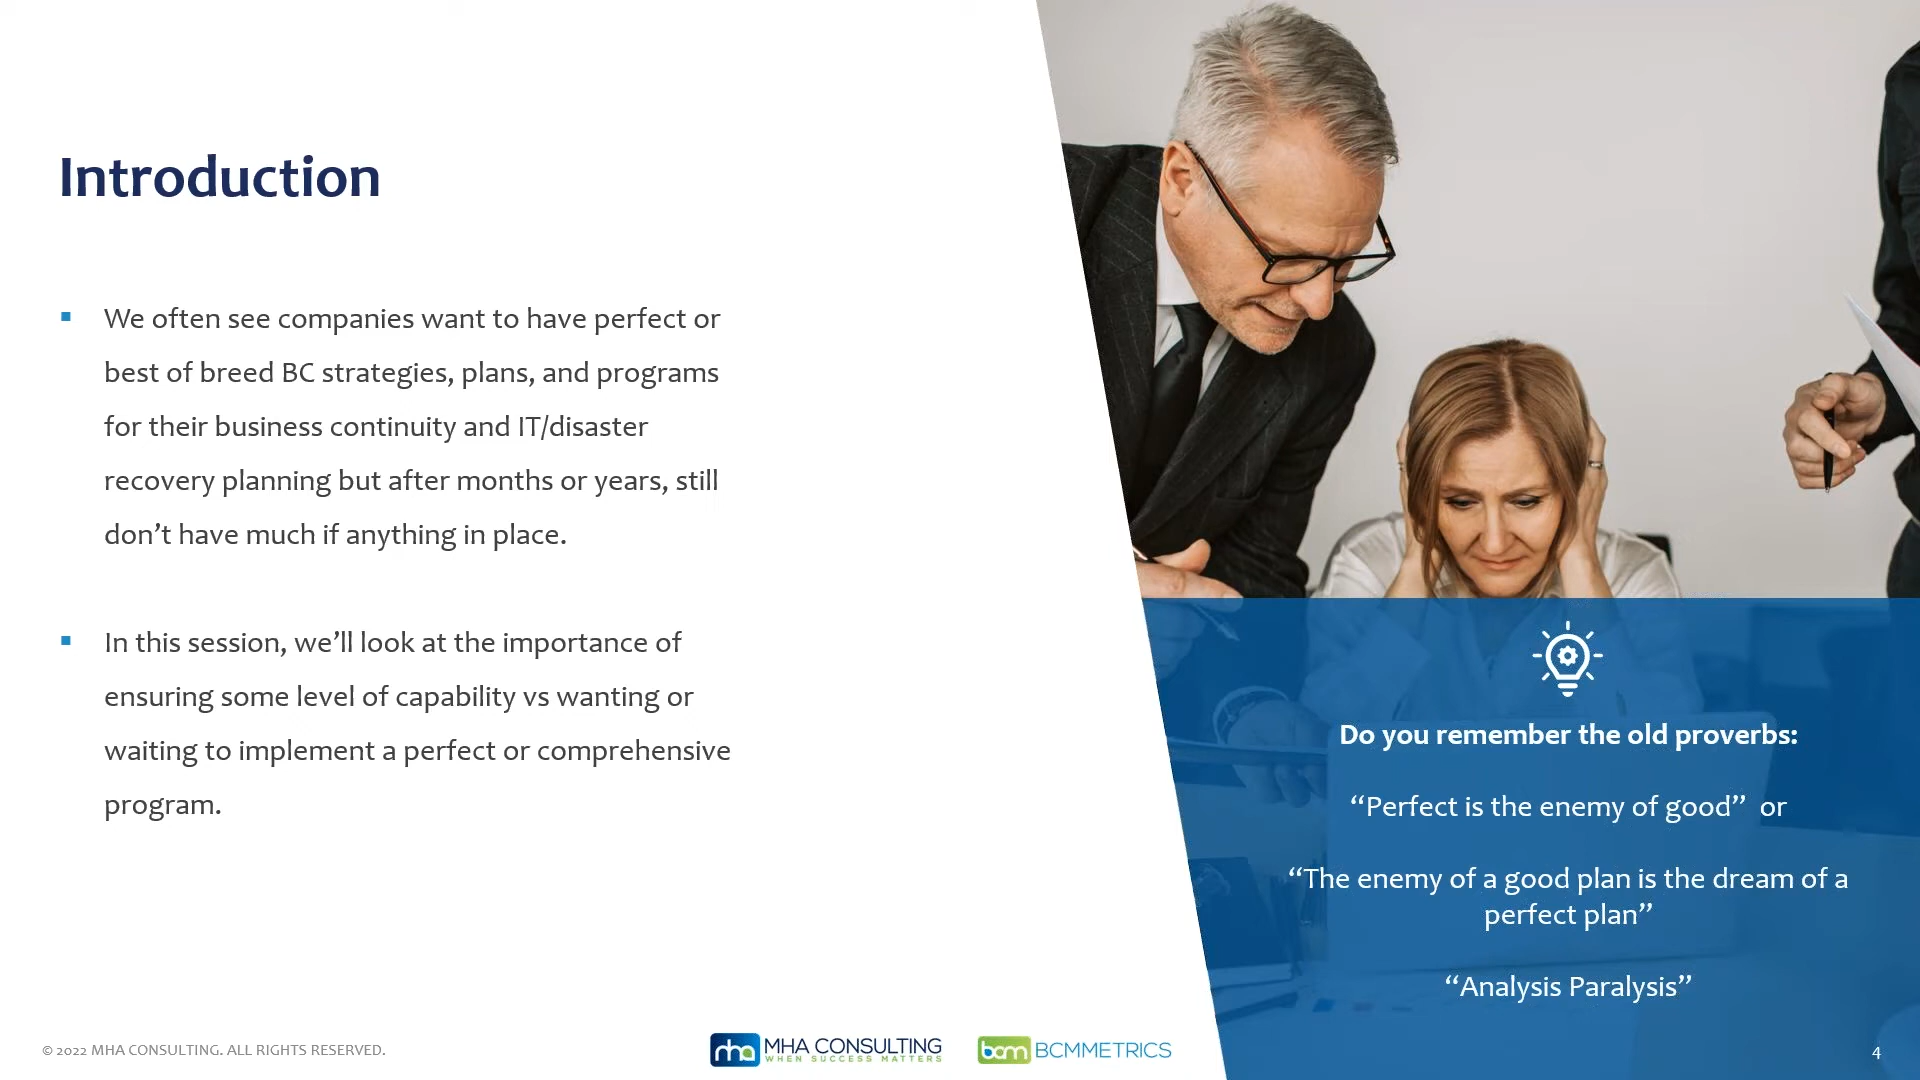 Introduction
▪ We often see companies want to have perfect or
best of breed BC strategies, plans, and programs
for their business continuity and IT/disaster
recovery planning but after months or years, still
don’t have much if anything in place.
▪ In this session, we’ll look at the importance of
ensuring some level of capability vs wanting or
waiting to implement a perfect or comprehensive
program.
Do you remember the old proverbs:
“Perfect is the enemy of good”  or
“The enemy of a good plan is the dream of a
perfect plan”
“Analysis Paralysis”
© 2022 MHA CONSULTING. ALL RIGHTS RESERVED.
mha MHA CONSULTING
WHEN SUCCESS MATTERS
bcm BCMMETRICS
4